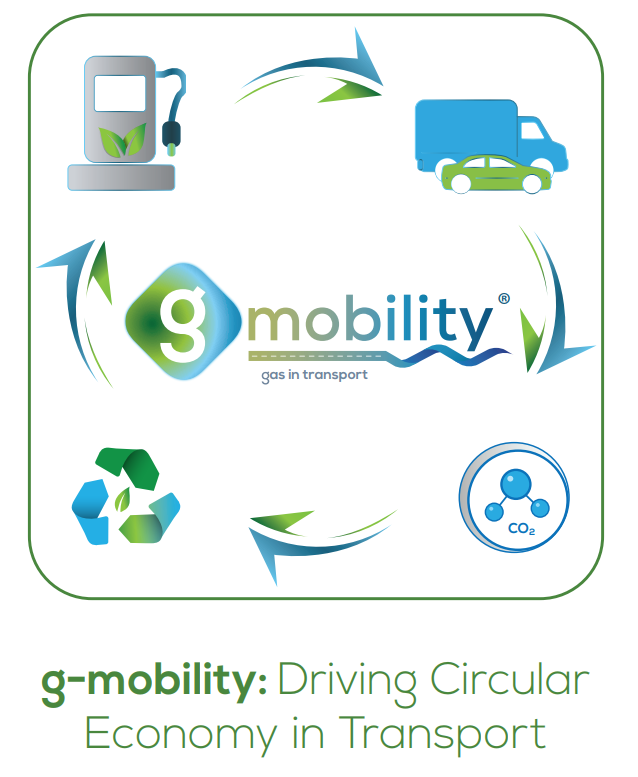 g mobility®
gas in transport
CO₂
g-mobility: Driving Circular
Economy in Transport